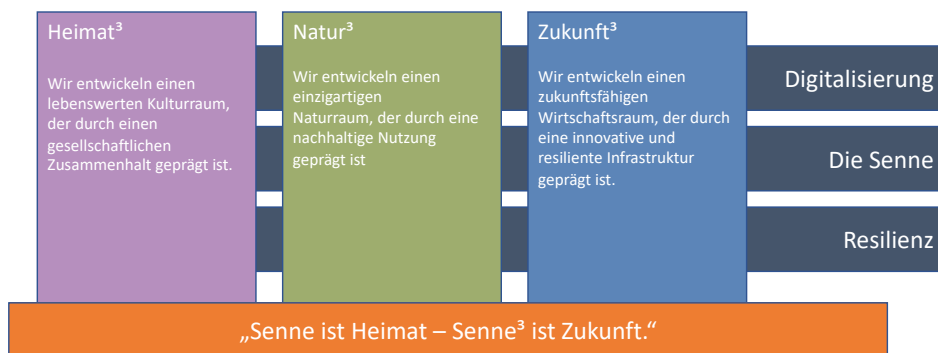 Heimat³
Wir entwickeln einen
lebenswerten Kulturraum,
der durch einen
gesellschaftlichen
Zusammenhalt geprägt ist.
Natur³
Wir entwickeln einen
einzigartigen
Naturraum, der durch eine
nachhaltige Nutzung
geprägt ist
Zukunft³
Wir entwickeln einen
zukunftsfähigen
Wirtschaftsraum, der durch
eine innovative und
resiliente Infrastruktur
geprägt ist.
Digitalisierung
Die Senne
Resilienz
„Senne ist Heimat – Senne³ ist Zukunft.“